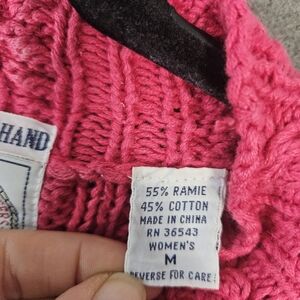 HAND
55% RAMIE
45% COTTON
MADE IN CHINA
RN 36543
WOMEN'S
M
REVERSE FOR CARE